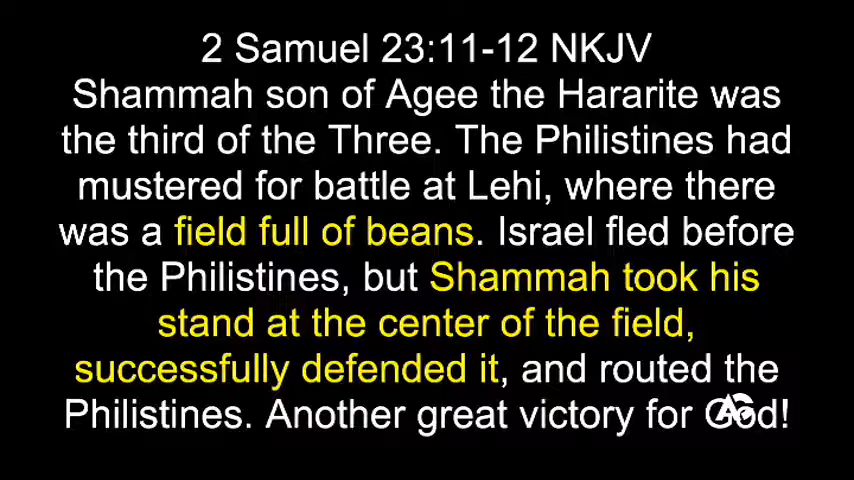 2 Samuel 23:11-12 NKJV
Shammah son of Agee the Hararite was
the third of the Three. The Philistines had
mustered for battle at Lehi, where there
was a field full of beans. Israel fled before
the Philistines, but Shammah took his
stand at the center of the field,
successfully defended it, and routed the
Philistines. Another great victory for God!
AG